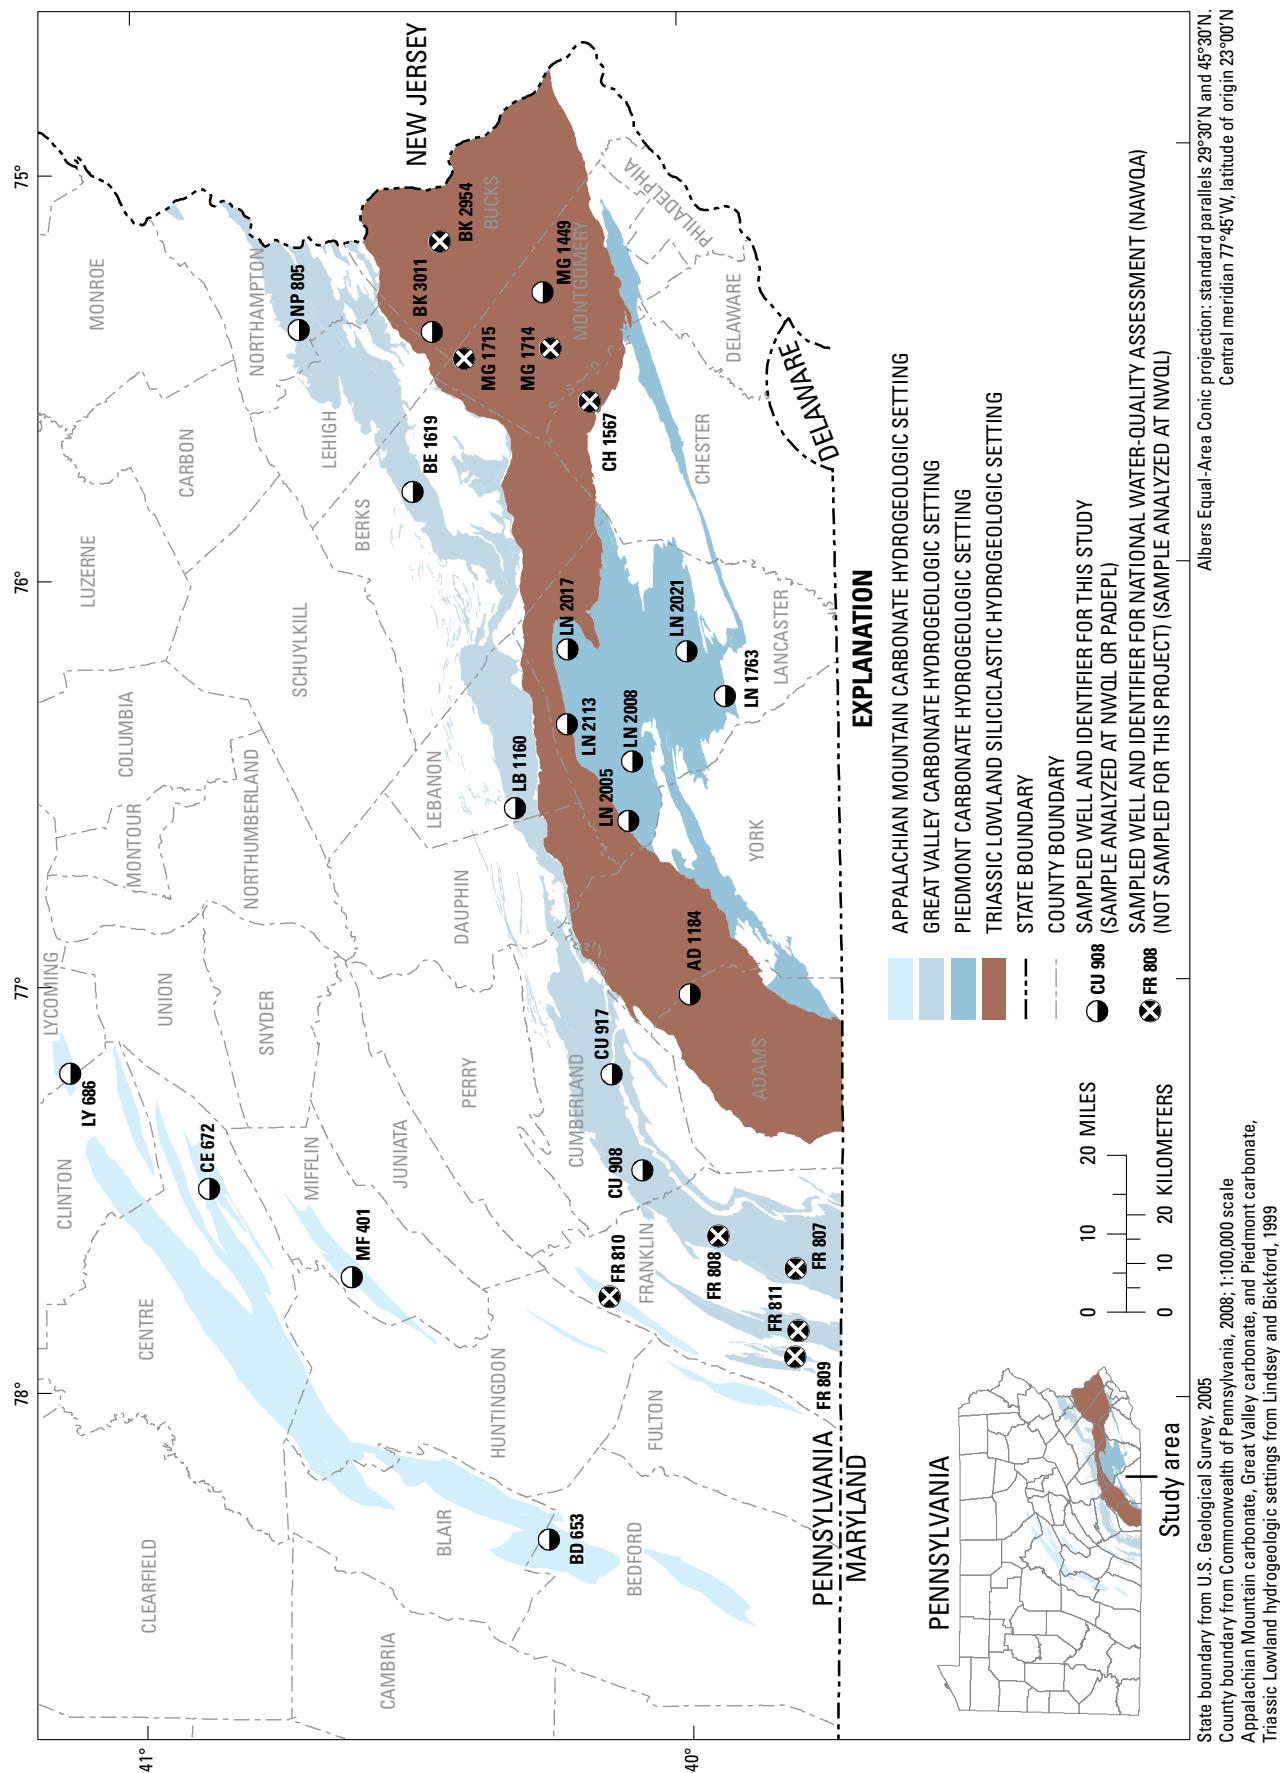 75°
76°
77°
78°
41°
40°
NEW JERSEY
DELAWARE
PENNSYLVANIA
MARYLAND
CLEARFIELD
CENTRE
CLINTON
LYCOMING
UNION
MONTOUR
COLUMBIA
LUZERNE
CARBON
MONROE
NORTHAMPTON
LEHIGH
SCHUYLKILL
NORTHUMBERLAND
SNYDER
MIFFLIN
JUNIATA
PERRY
DAUPHIN
LEBANON
BERKS
BUCKS
MONTGOMERY
PHILADELPHIA
DELAWARE
CHESTER
LANCASTER
YORK
ADAMS
CUMBERLAND
FRANKLIN
FULTON
HUNTINGDON
BLAIR
BEDFORD
CAMBRIA
LY 686
CE 672
MF 401
BD 653
FR 810
FR 808
FR 807
FR 811
FR 809
CU 908
CU 917
AD 1184
LB 1160
LN 2005
LN 2008
LN 2113
LN 2017
LN 2021
LN 1763
BE 1619
NP 805
BK 3011
BK 2954
MG 1715
MG 1714
MG 1449
CH 1567
EXPLANATION
APPALACHIAN MOUNTAIN CARBONATE HYDROGEOLOGIC SETTING
GREAT VALLEY CARBONATE HYDROGEOLOGIC SETTING
PIEDMONT CARBONATE HYDROGEOLOGIC SETTING
TRIASSIC LOWLAND SILICICLASTIC HYDROGEOLOGIC SETTING
STATE BOUNDARY
COUNTY BOUNDARY
CU 908 SAMPLED WELL AND IDENTIFIER FOR THIS STUDY
(SAMPLE ANALYZED AT NWQL OR PADEPL)
FR 808 SAMPLED WELL AND IDENTIFIER FOR NATIONAL WATER-QUALITY ASSESSMENT (NAWQA)
(NOT SAMPLED FOR THIS PROJECT) (SAMPLE ANALYZED AT NWQL)
0 10 20 MILES
0 10 20 KILOMETERS
PENNSYLVANIA
Study area
State boundary from U.S. Geological Survey, 2005
County boundary from Commonwealth of Pennsylvania, 2008; 1:100,000 scale
Appalachian Mountain carbonate, Great Valley carbonate, and Piedmont carbonate,
Triassic Lowland hydrogeologic settings from Lindsey and Bickford, 1999
Albers Equal-Area Conic projection: standard parallels 29°30'N and 45°30'N.
Central meridian 77°45'W, latitude of origin 23°00'N